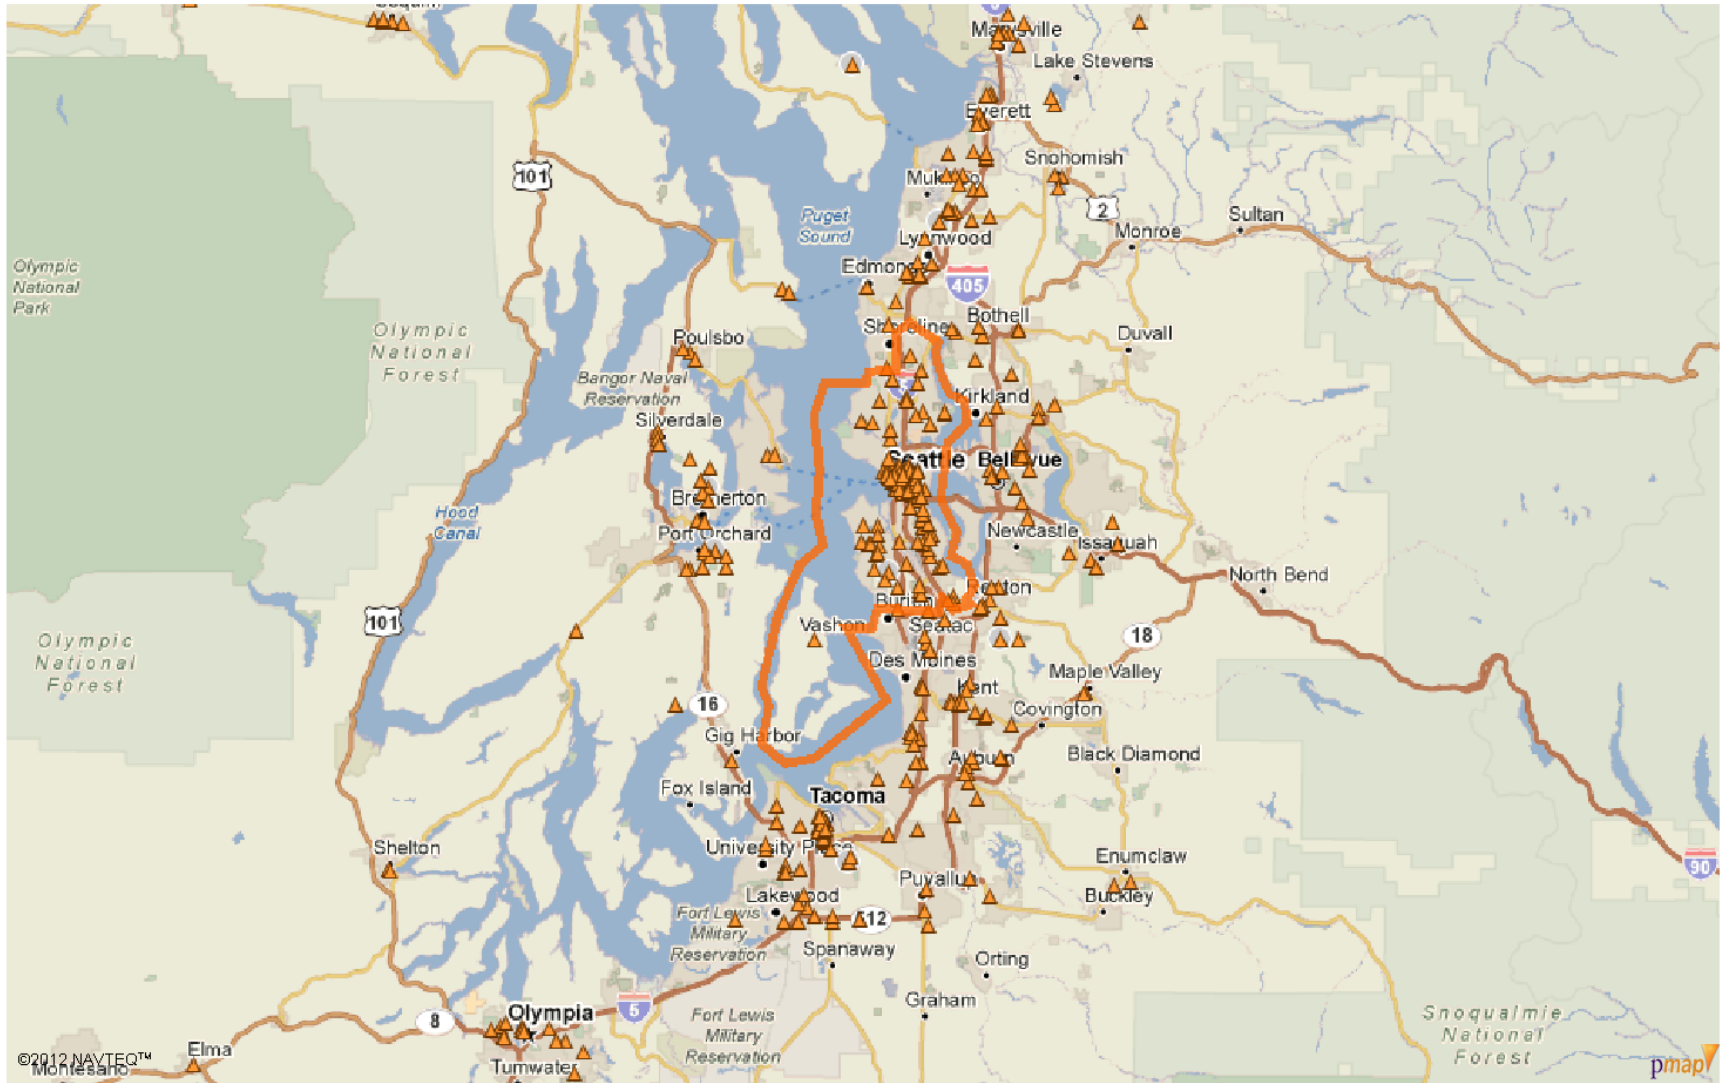 Sequim
Marysville
Lake Stevens
Everett
Snohomish
101
Mukilteo
2
Sultan
Puget
Sound
Lynnwood
Monroe
Edmonds
Olympic
National
Park
405
Olympic
National
Forest
Shoreline
Bothell
Duvall
Poulsbo
Bangor Naval
Reservation
Kirkland
Silverdale
Seattle
Bellevue
Bremerton
Hood
Canal
Port Orchard
Newcastle
Issaquah
North Bend
Renton
Burien
101
Vashon
Seatac
18
Olympic
National
Forest
Des Moines
Maple Valley
Kent
16
Covington
Gig Harbor
Black Diamond
Auburn
Fox Island
Tacoma
Shelton
University Place
Enumclaw
90
Puyallup
Lakewood
Buckley
Fort Lewis
Military
Reservation
512
Spanaway
Orting
Graham
5
Olympia
8
Fort Lewis
Military
Reservation
Snoqualmie
National
Forest
Elma
©2012 NAVTEQ™
Montesano
Tumwater
pmap